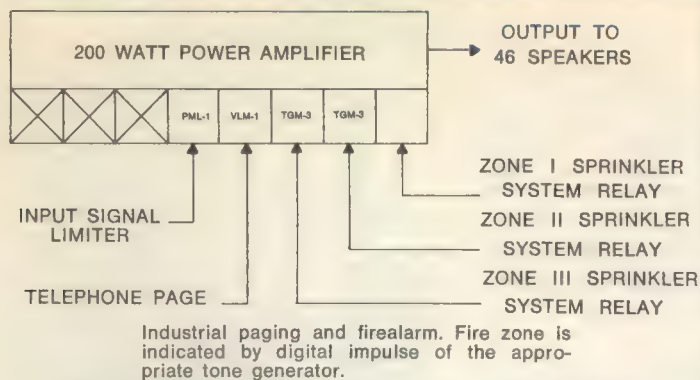 200 WATT POWER AMPLIFIER
OUTPUT TO
46 SPEAKERS
PML-1 VLM-1 TGM-3 TGM-3
ZONE I SPRINKLER
SYSTEM RELAY
INPUT SIGNAL
LIMITER
ZONE II SPRINKLER
SYSTEM RELAY
ZONE III SPRINKLER
TELEPHONE PAGE
SYSTEM RELAY
Industrial paging and firealarm. Fire zone is
indicated by digital impulse of the appro-
priate tone generator.